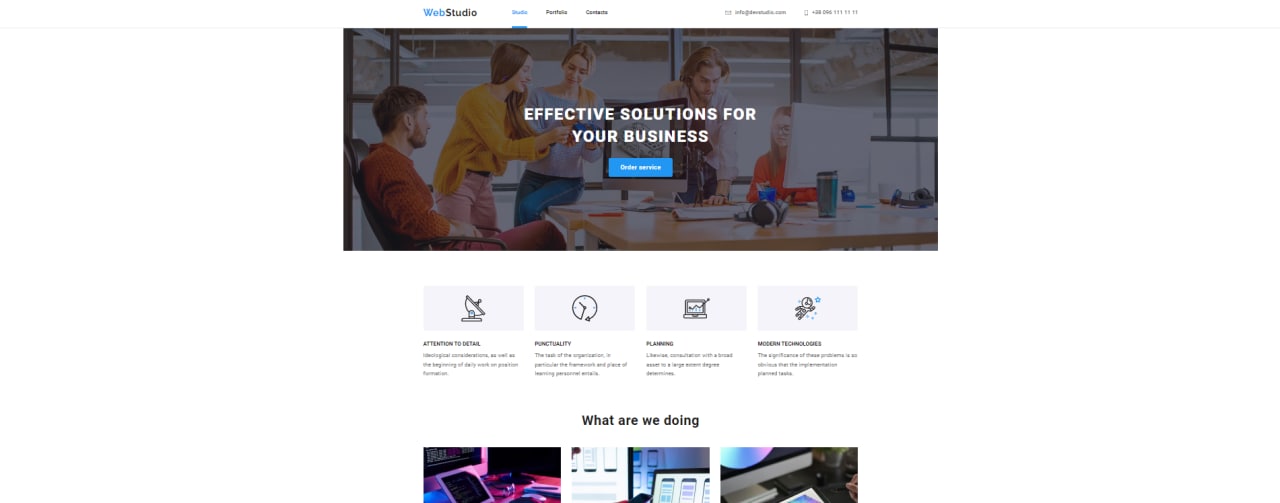 WebStudio
Studio
Portfolio
Contacts
info@devstudio.com
+38 096 111 11 11
EFFECTIVE SOLUTIONS FOR
YOUR BUSINESS
Order service
ATTENTION TO DETAIL
Ideological considerations, as well as
the beginning of daily work on position
formation.
PUNCTUALITY
The task of the organization, in
particular the framework and place of
training personnel entails.
PLANNING
Likewise, consultation with a broad
asset to a large extent degree
determines.
MODERN TECHNOLOGIES
The significance of these problems is so
obvious that the implementation
planned tasks.
What are we doing